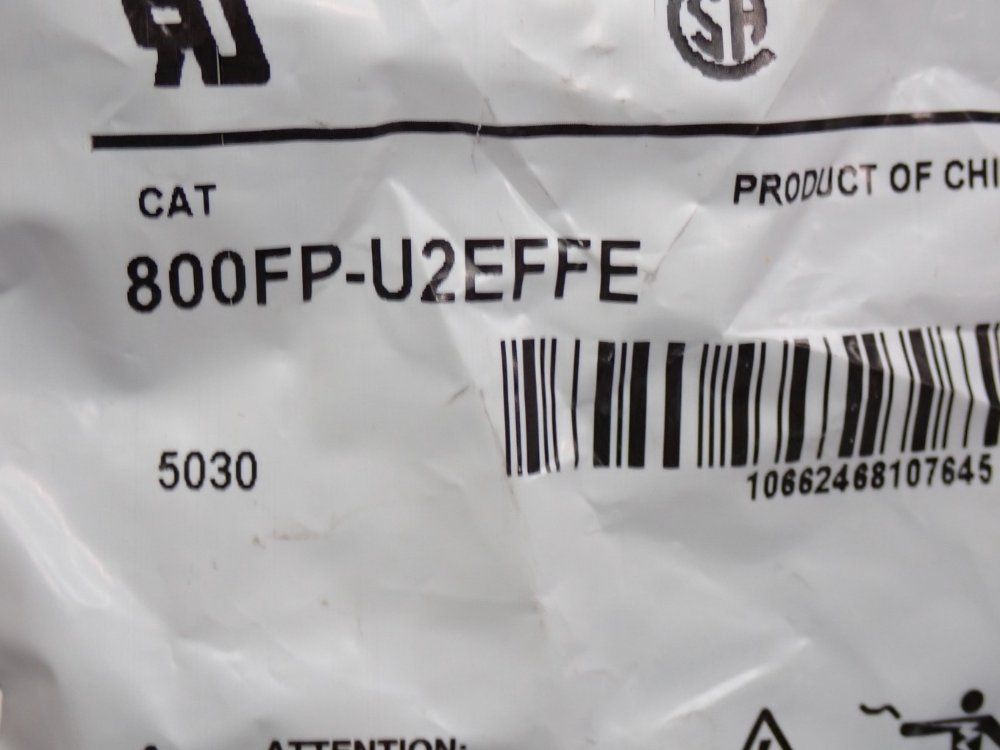 CAT
PRODUCT OF CHI
800FP-U2EFFE
10662468107645
5030
ATTENTION: